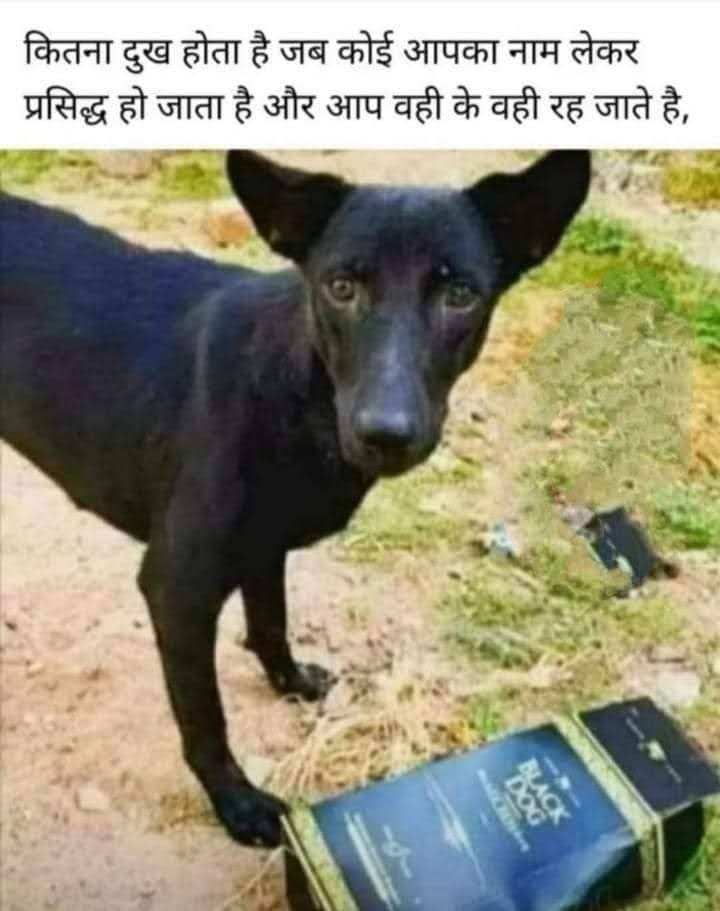 कितना दुख होता है जब कोई आपका नाम लेकर
प्रसिद्ध हो जाता है और आप वही के वही रह जाते है,
BLACK
DOG